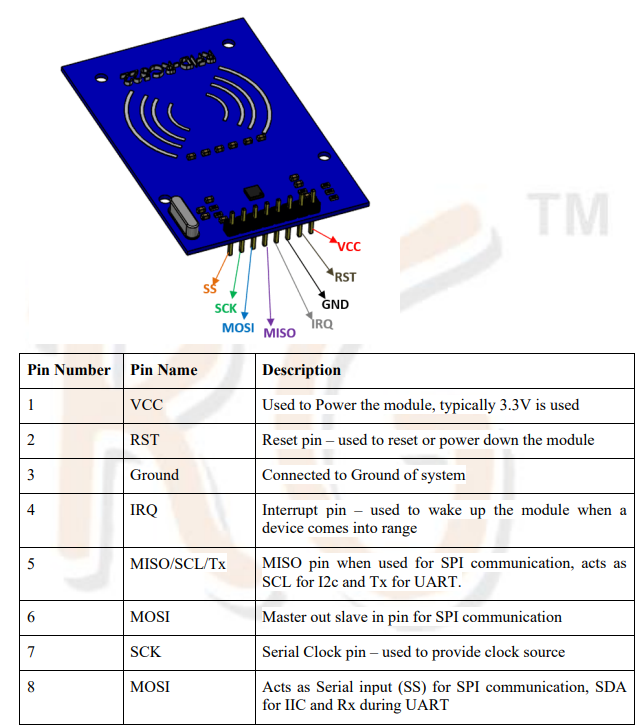 RFID-RC522
TM
VCC
RST
GND
IRQ
MISO
MOSI
SCK
SS
Pin Number Pin Name Description
1 VCC Used to Power the module, typically 3.3V is used
2 RST Reset pin – used to reset or power down the module
3 Ground Connected to Ground of system
4 IRQ Interrupt pin – used to wake up the module when a
device comes into range
5 MISO/SCL/Tx MISO pin when used for SPI communication, acts as
SCL for I2c and Tx for UART.
6 MOSI Master out slave in pin for SPI communication
7 SCK Serial Clock pin – used to provide clock source
8 MOSI Acts as Serial input (SS) for SPI communication, SDA
for IIC and Rx during UART